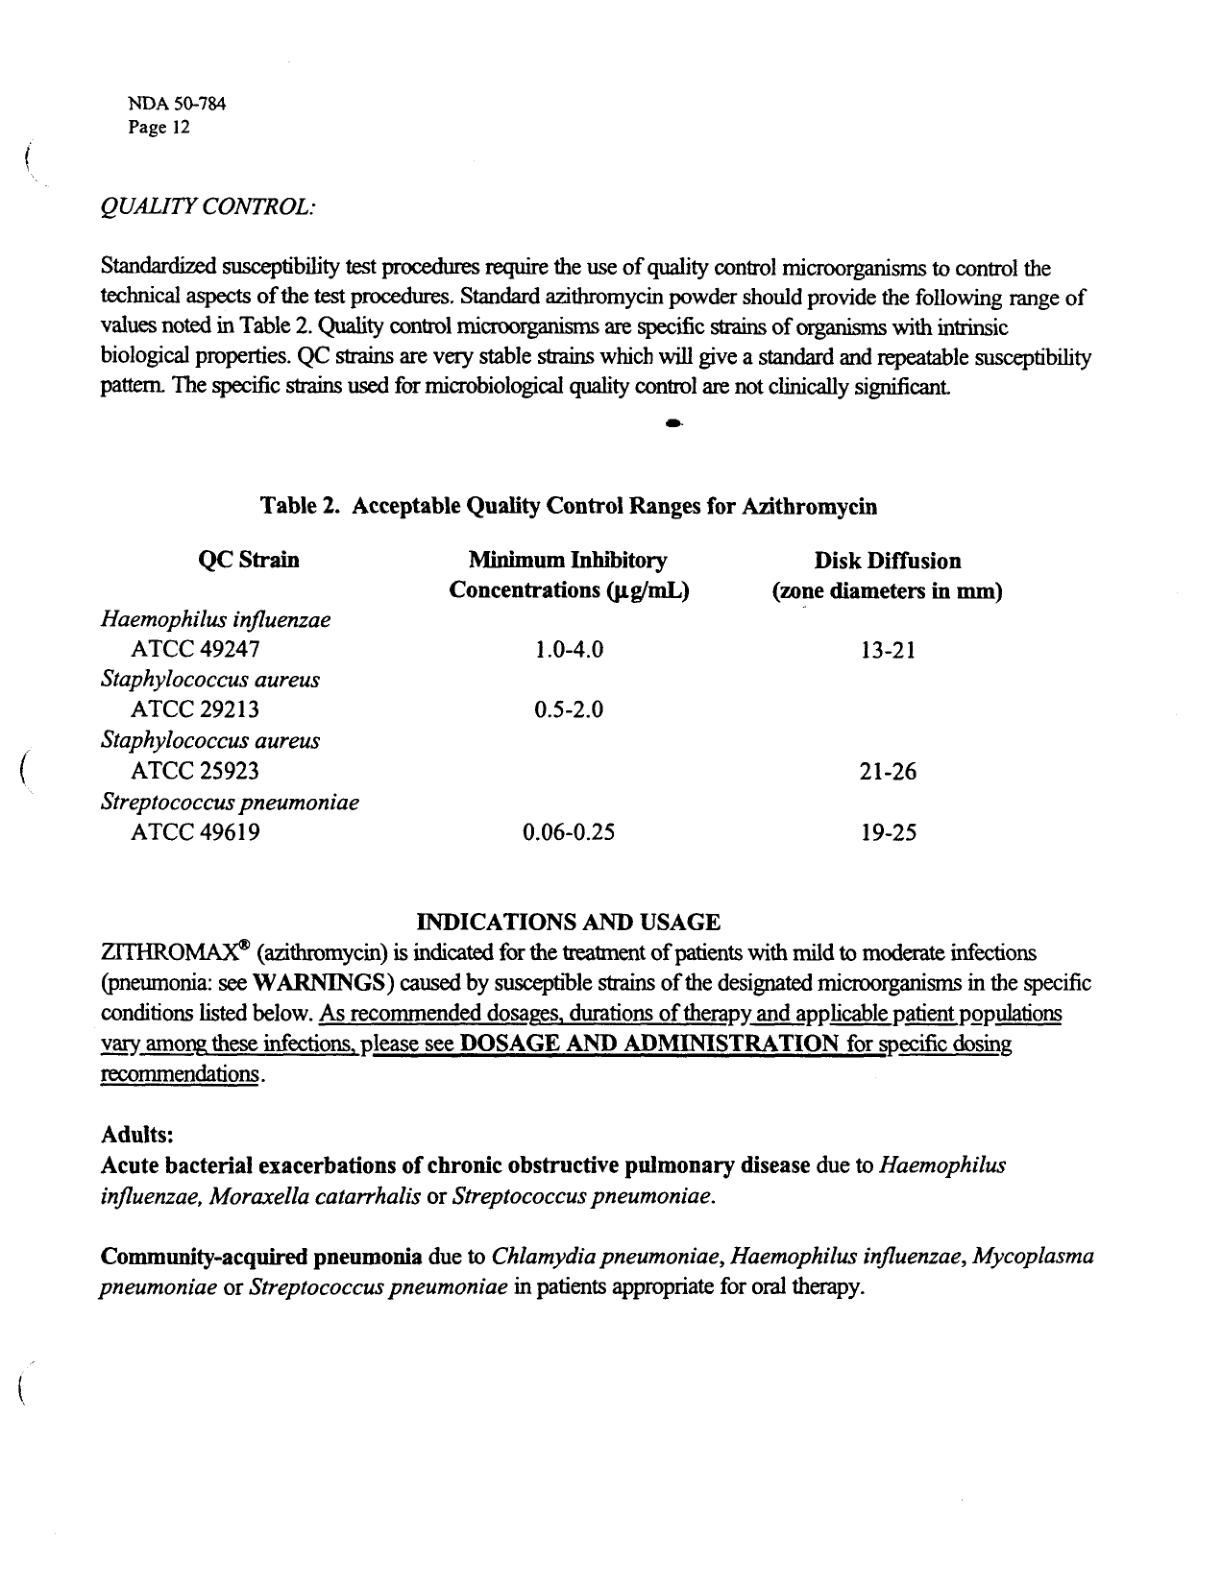 NDA 50-784
Page 12
QUALITY CONTROL:
Standardized susceptibility test procedures require the use of quality control microorganisms to control the
technical aspects of the test procedures. Standard azithromycin powder should provide the following range of
values noted in Table 2. Quality control microorganisms are specific strains of organisms with intrinsic
biological properties. QC strains are very stable strains which will give a standard and repeatable susceptibility
pattern. The specific strains used for microbiological quality control are not clinically significant.
Table 2. Acceptable Quality Control Ranges for Azithromycin
QC Strain Minimum Inhibitory Disk Diffusion
Concentrations (µg/mL) (zone diameters in mm)
Haemophilus influenzae
ATCC 49247 1.0-4.0 13-21
Staphylococcus aureus
ATCC 29213 0.5-2.0
Staphylococcus aureus
ATCC 25923 21-26
Streptococcus pneumoniae
ATCC 49619 0.06-0.25 19-25
INDICATIONS AND USAGE
ZITHROMAX® (azithromycin) is indicated for the treatment of patients with mild to moderate infections
(pneumonia: see WARNINGS) caused by susceptible strains of the designated microorganisms in the specific
conditions listed below. As recommended dosages, durations of therapy and applicable patient populations
vary among these infections, please see DOSAGE AND ADMINISTRATION for specific dosing
recommendations.
Adults:
Acute bacterial exacerbations of chronic obstructive pulmonary disease due to Haemophilus
influenzae, Moraxella catarrhalis or Streptococcus pneumoniae.
Community-acquired pneumonia due to Chlamydia pneumoniae, Haemophilus influenzae, Mycoplasma
pneumoniae or Streptococcus pneumoniae in patients appropriate for oral therapy.